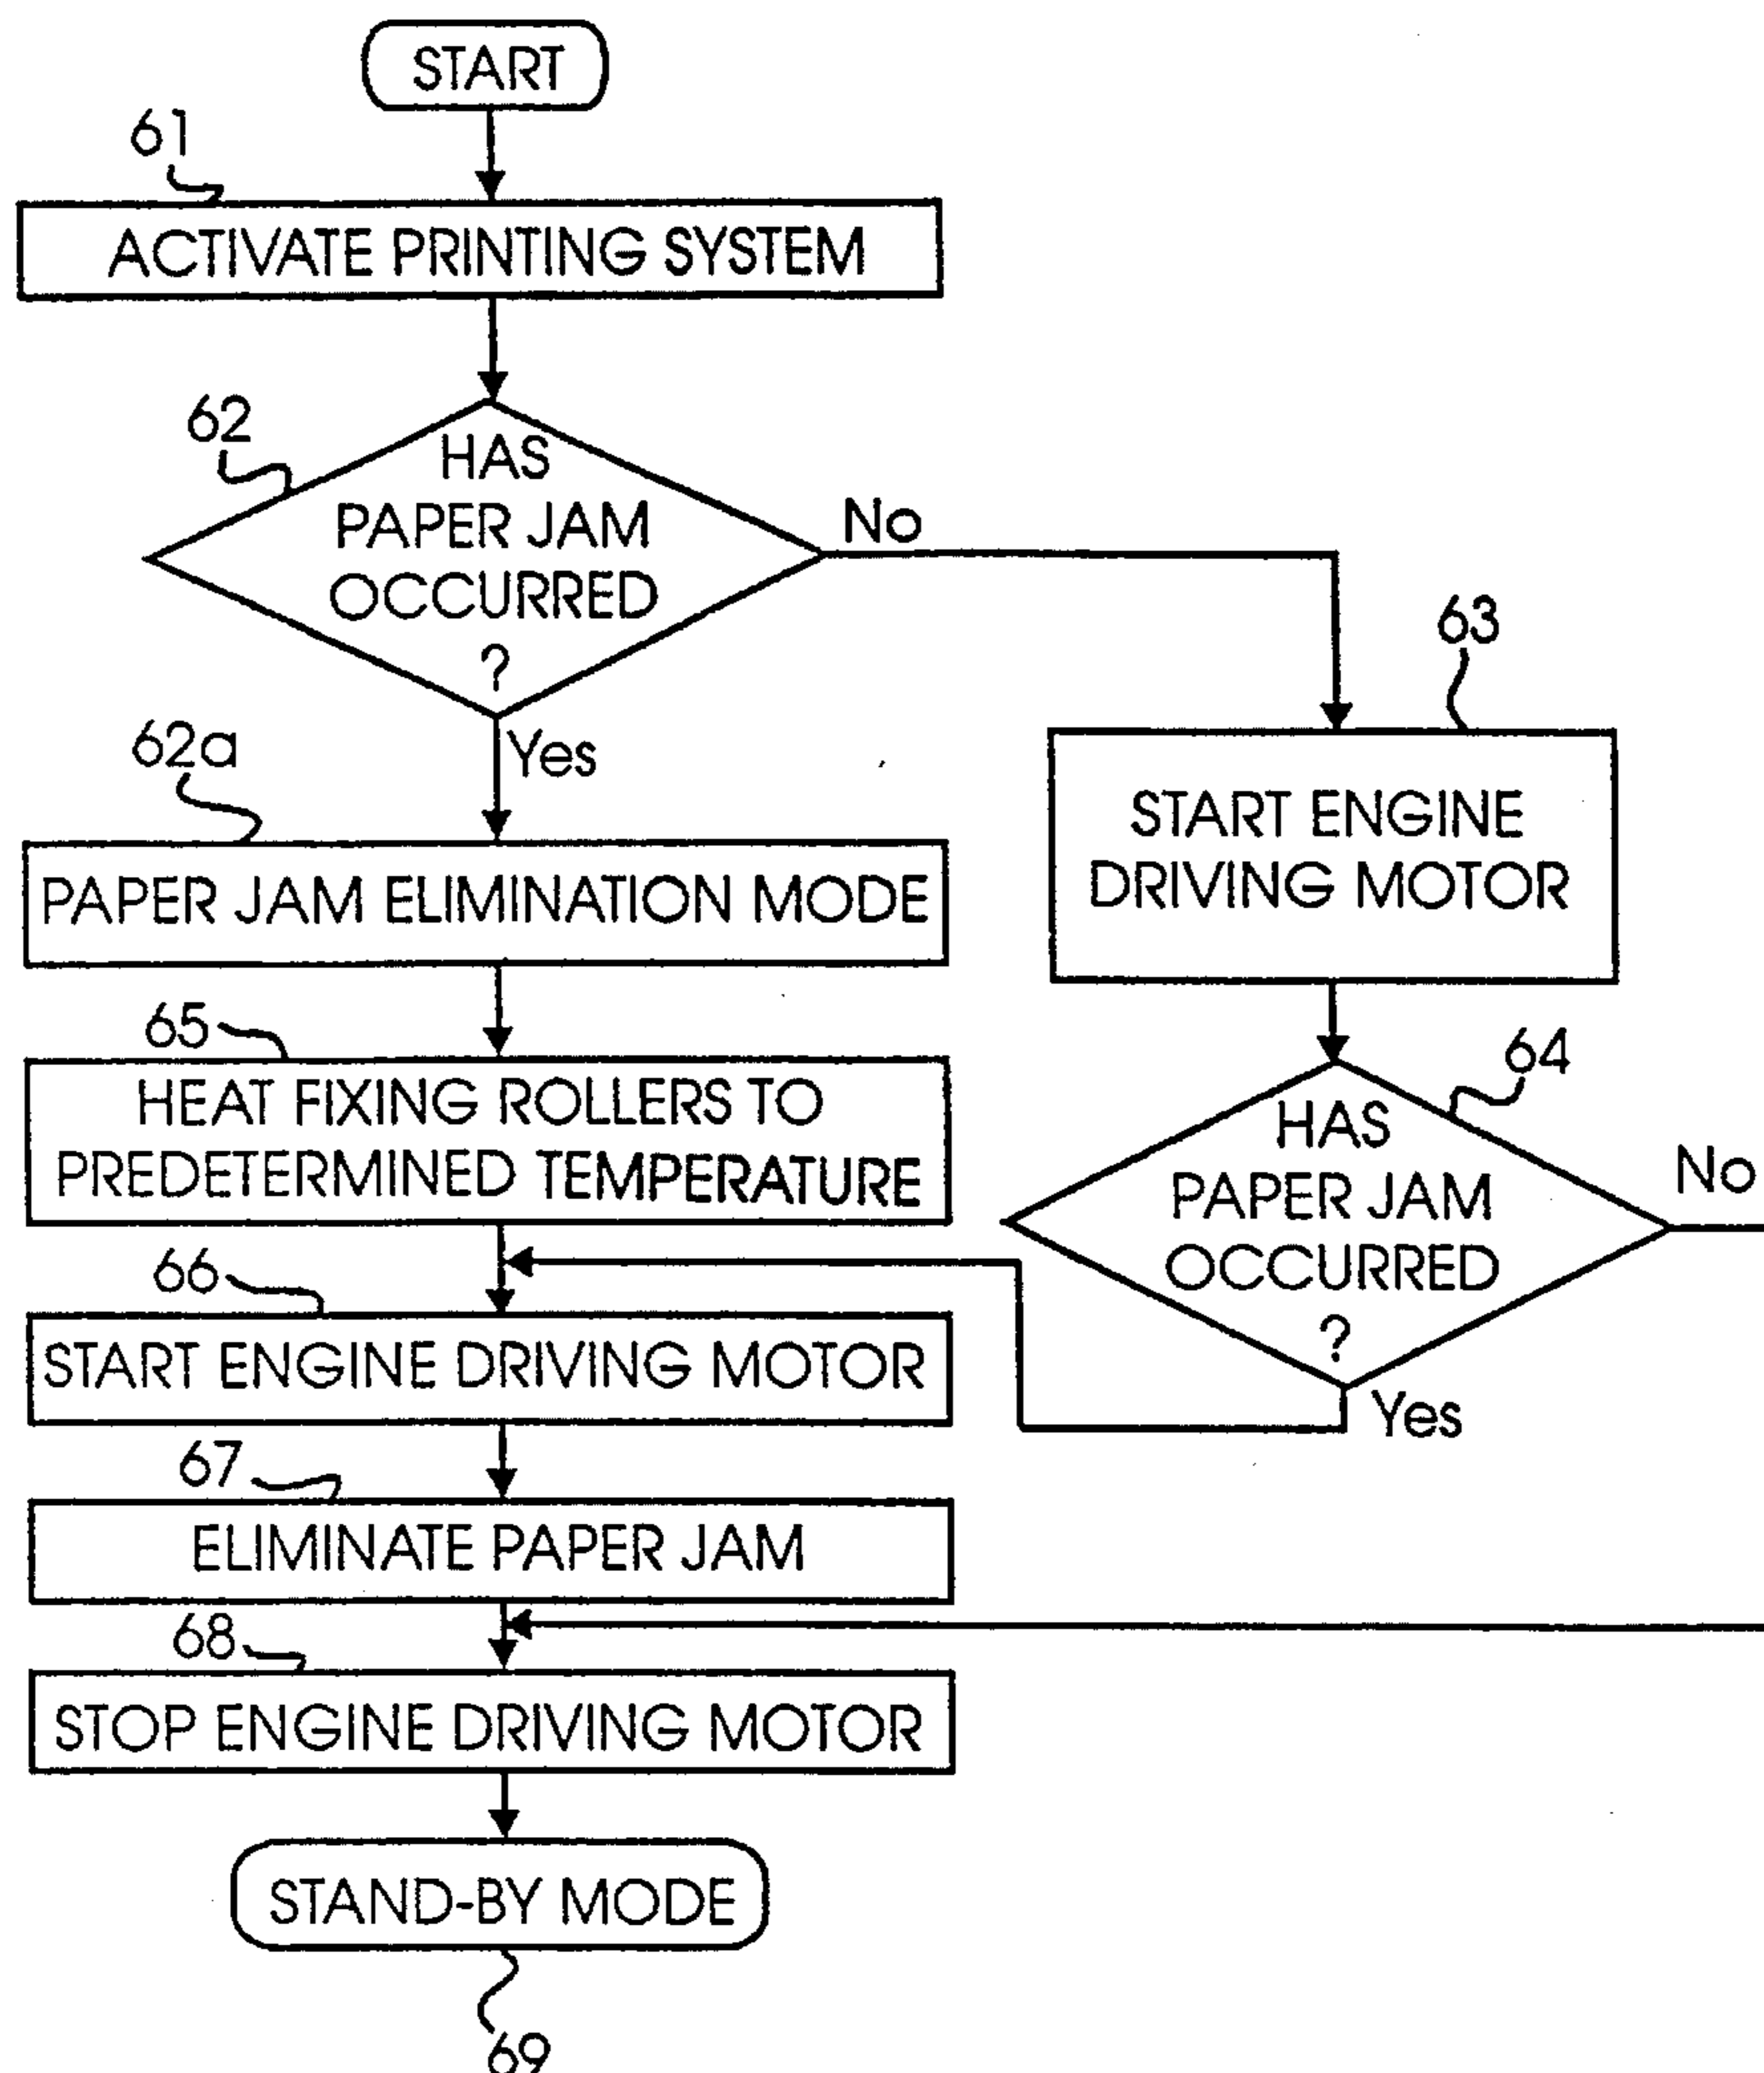 START
61
ACTIVATE PRINTING SYSTEM
62
HAS
PAPER JAM
OCCURRED
?
No
Yes
63
START ENGINE
DRIVING MOTOR
62a
PAPER JAM ELIMINATION MODE
65
HEAT FIXING ROLLERS TO
PREDETERMINED TEMPERATURE
64
HAS
PAPER JAM
OCCURRED
?
No
Yes
66
START ENGINE DRIVING MOTOR
67
ELIMINATE PAPER JAM
68
STOP ENGINE DRIVING MOTOR
STAND-BY MODE
69